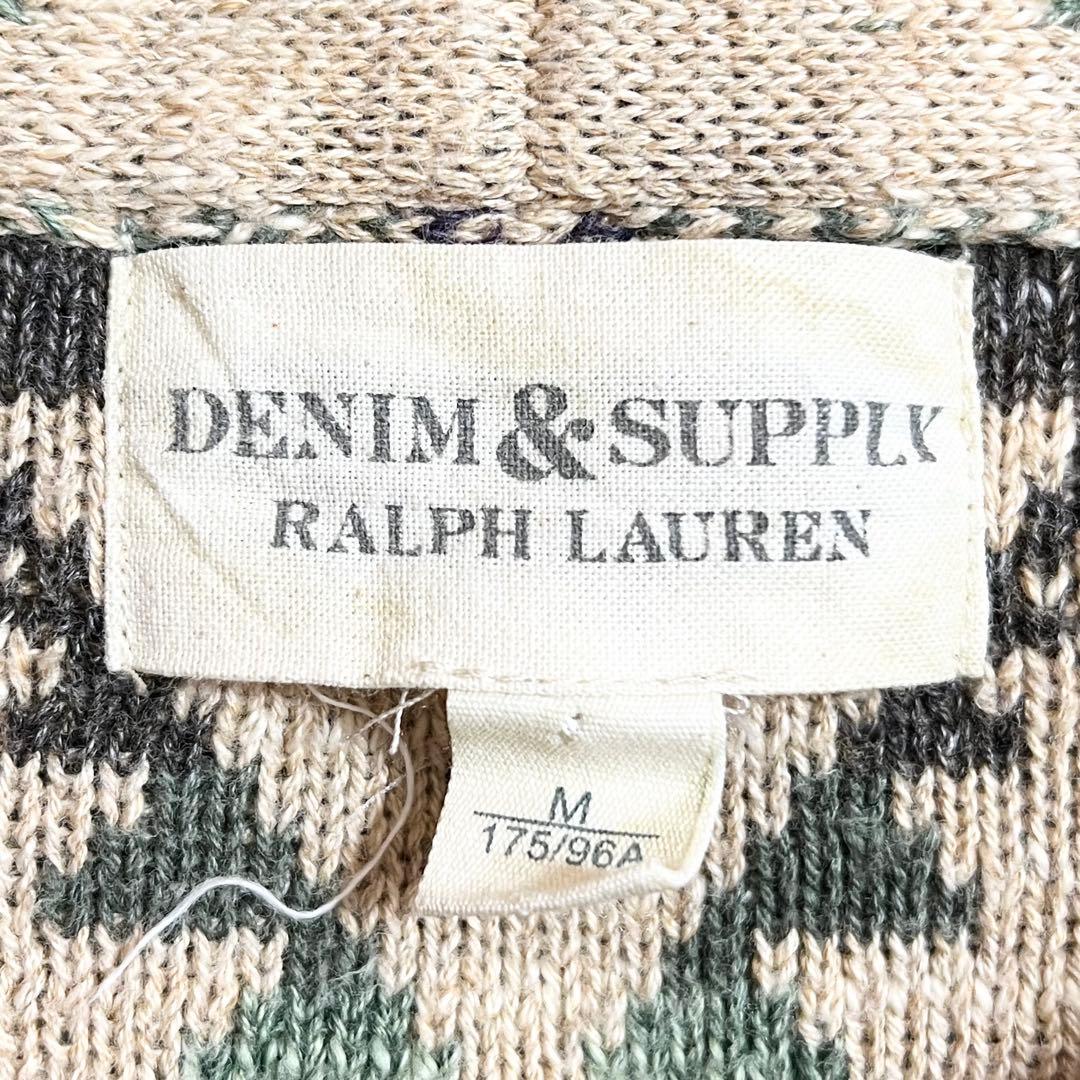 DENIM & SUPPLY
RALPH LAUREN
M
175/96A